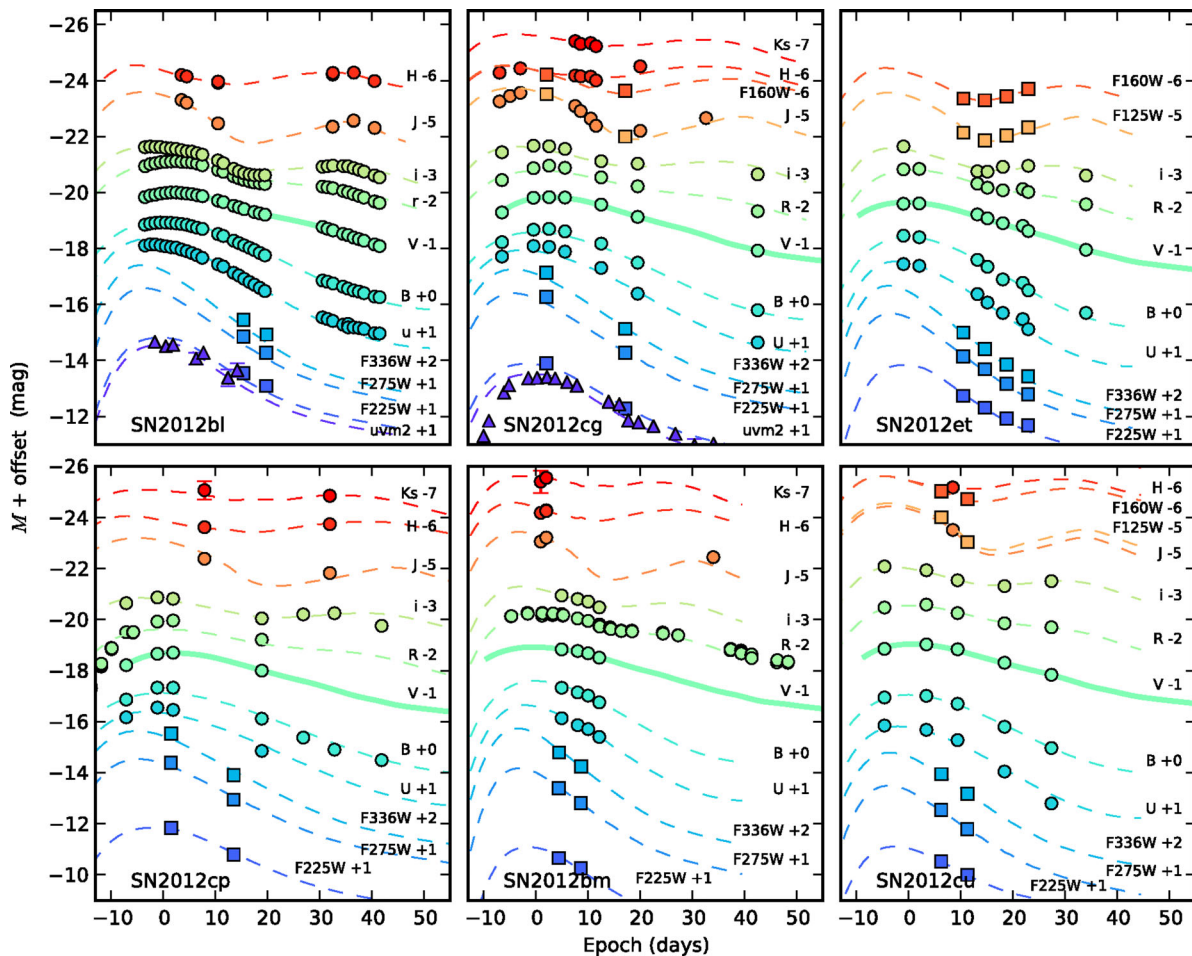 −26
−24
−22
−20
−18
−16
−14
−12
H -6
J -5
i -3
r -2
V -1
B +0
u +1
F336W +2
F275W +1
F225W +1
uvm2 +1
SN2012bl
Ks -7
H -6
F160W -6
J -5
i -3
R -2
V -1
B +0
U +1
F336W +2
F275W +1
F225W +1
uvm2 +1
SN2012cg
F160W -6
F125W -5
i -3
R -2
V -1
B +0
U +1
F336W +2
F275W +1
F225W +1
SN2012et
M + offset (mag)
−26
−24
−22
−20
−18
−16
−14
−12
−10
Ks -7
H -6
J -5
i -3
R -2
V -1
B +0
U +1
F336W +2
F275W +1
F225W +1
SN2012cp
−10 0 10 20 30 40 50
Ks -7
H -6
J -5
i -3
R -2
V -1
B +0
U +1
F336W +2
F275W +1
F225W +1
SN2012bm
−10 0 10 20 30 40 50
H -6
F160W -6
F125W -5
J -5
i -3
R -2
V -1
B +0
U +1
F336W +2
F275W +1
F225W +1
SN2012cu
−10 0 10 20 30 40 50
Epoch (days)